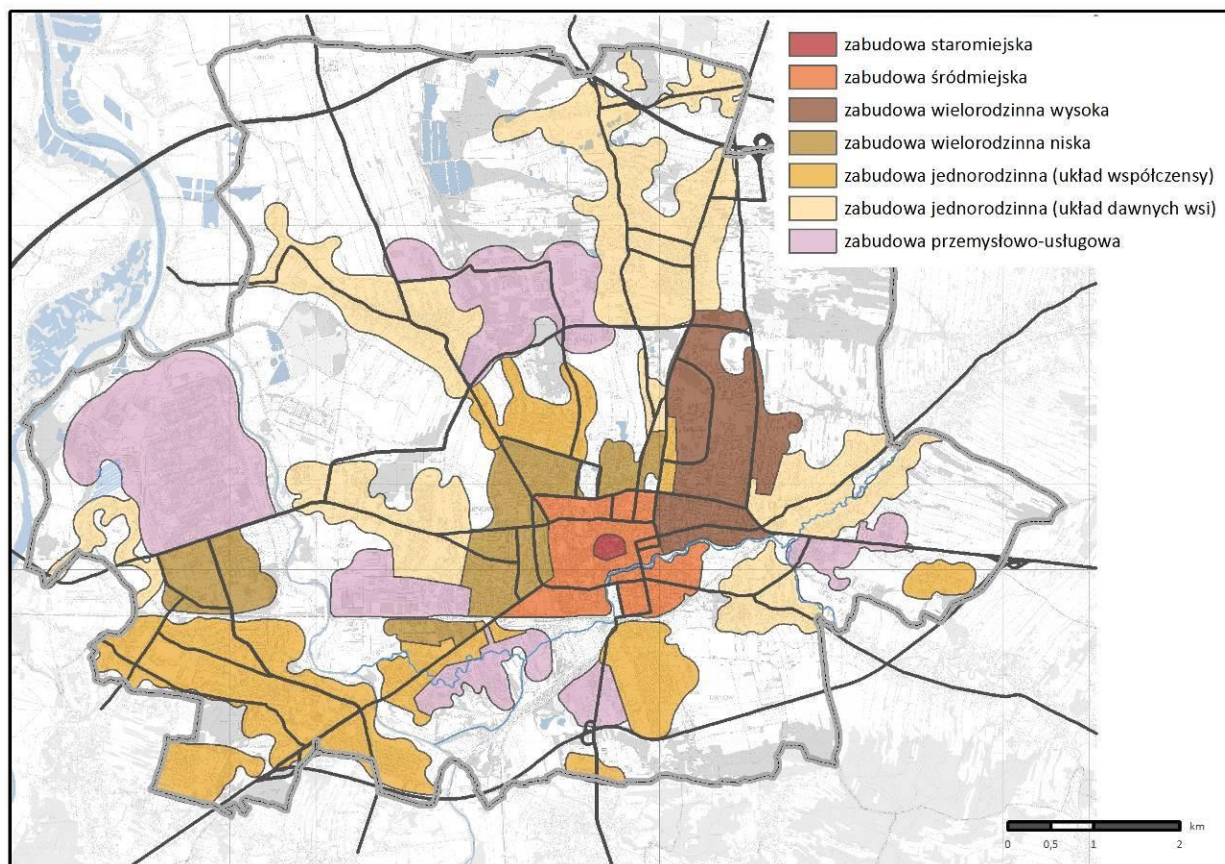 zabudowa staromiejska
zabudowa śródmiejska
zabudowa wielorodzinna wysoka
zabudowa wielorodzinna niska
zabudowa jednorodzinna (układ współczensy)
zabudowa jednorodzinna (układ dawnych wsi)
zabudowa przemysłowo-usługowa
km
0 0,5 1 2